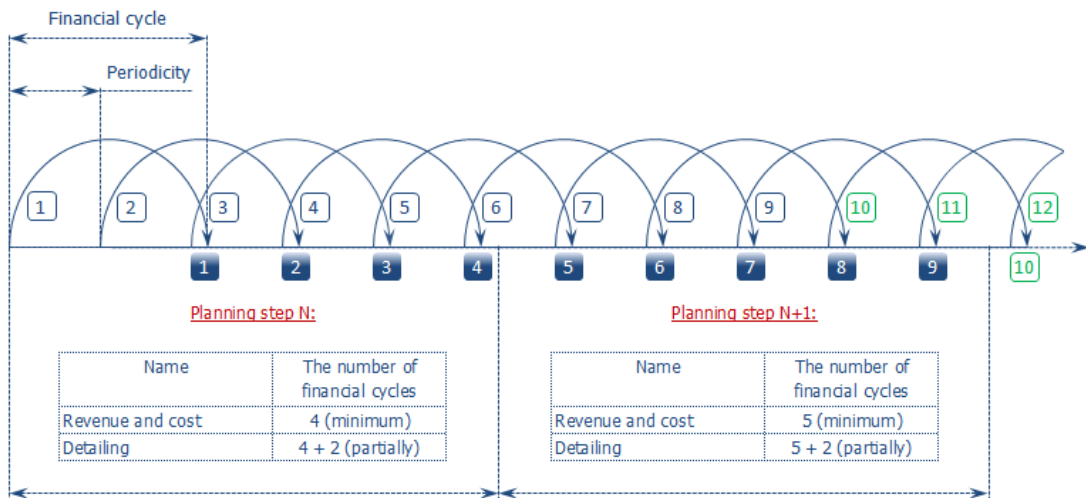 Financial cycle
Periodicity
1 2 3 4 5 6 7 8 9 10 11 12
1 2 3 4 5 6 7 8 9 10
Planning step N:
Name The number of financial cycles
Revenue and cost 4 (minimum)
Detailing 4 + 2 (partially)
Planning step N+1:
Name The number of financial cycles
Revenue and cost 5 (minimum)
Detailing 5 + 2 (partially)